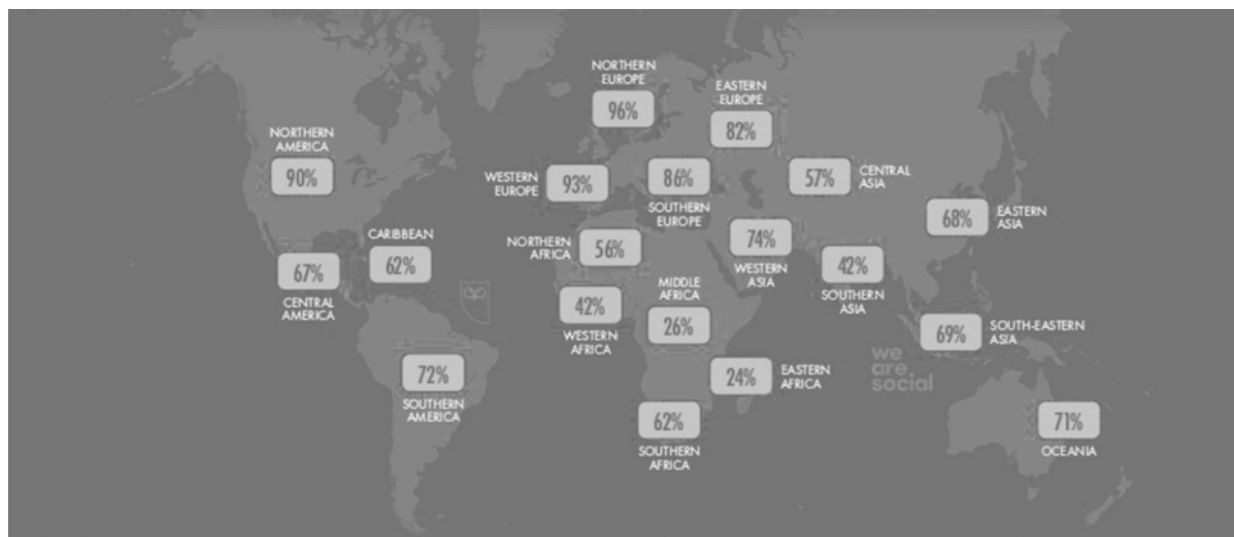 NORTHERN
EUROPE
96%
EASTERN
EUROPE
82%
NORTHERN
AMERICA
90%
WESTERN
EUROPE
93%
86%
SOUTHERN
EUROPE
57%
CENTRAL
ASIA
68%
EASTERN
ASIA
CARIBBEAN
62%
67%
CENTRAL
AMERICA
NORTHERN
AFRICA
56%
74%
WESTERN
ASIA
42%
SOUTHERN
ASIA
42%
WESTERN
AFRICA
MIDDLE
AFRICA
26%
69%
SOUTH-EASTERN
ASIA
we
are
social
72%
SOUTHERN
AMERICA
24%
EASTERN
AFRICA
62%
SOUTHERN
AFRICA
71%
OCEANIA